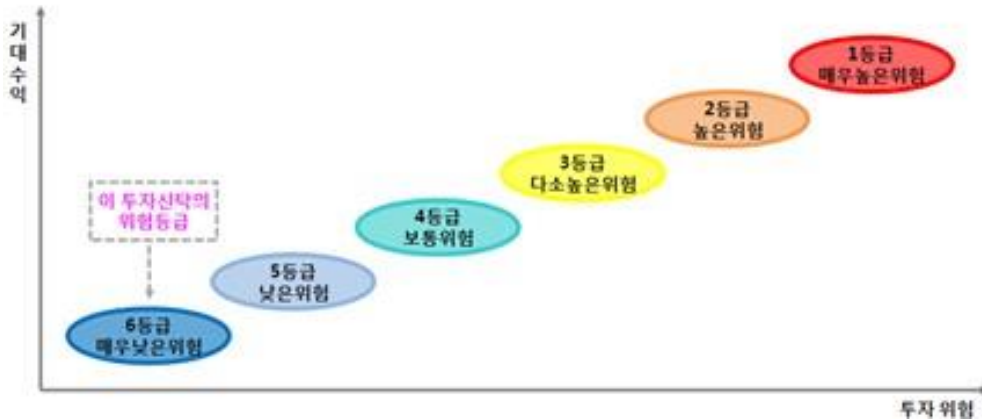 기대수익
1등급
매우높은위험
2등급
높은위험
3등급
다소높은위험
이 투자신탁의
위험등급
4등급
보통위험
5등급
낮은위험
6등급
매우낮은위험
투자 위험